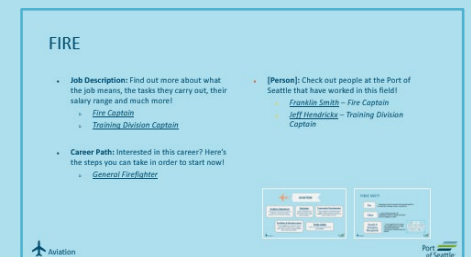 FIRE
Job Description: Find out more about what
the job means, the tasks they carry out, their
salary range and much more!
Fire Captain
Training Division Captain
Career Path: Interested in this career? Here's
the steps you can take in order to start now!
General Firefighter
[Person]: Check out people at the Port of
Seattle that have worked in this field!
Franklin Smith – Fire Captain
Jeff Hendricks – Training Division
Captain
Aviation
Port
of Seattle